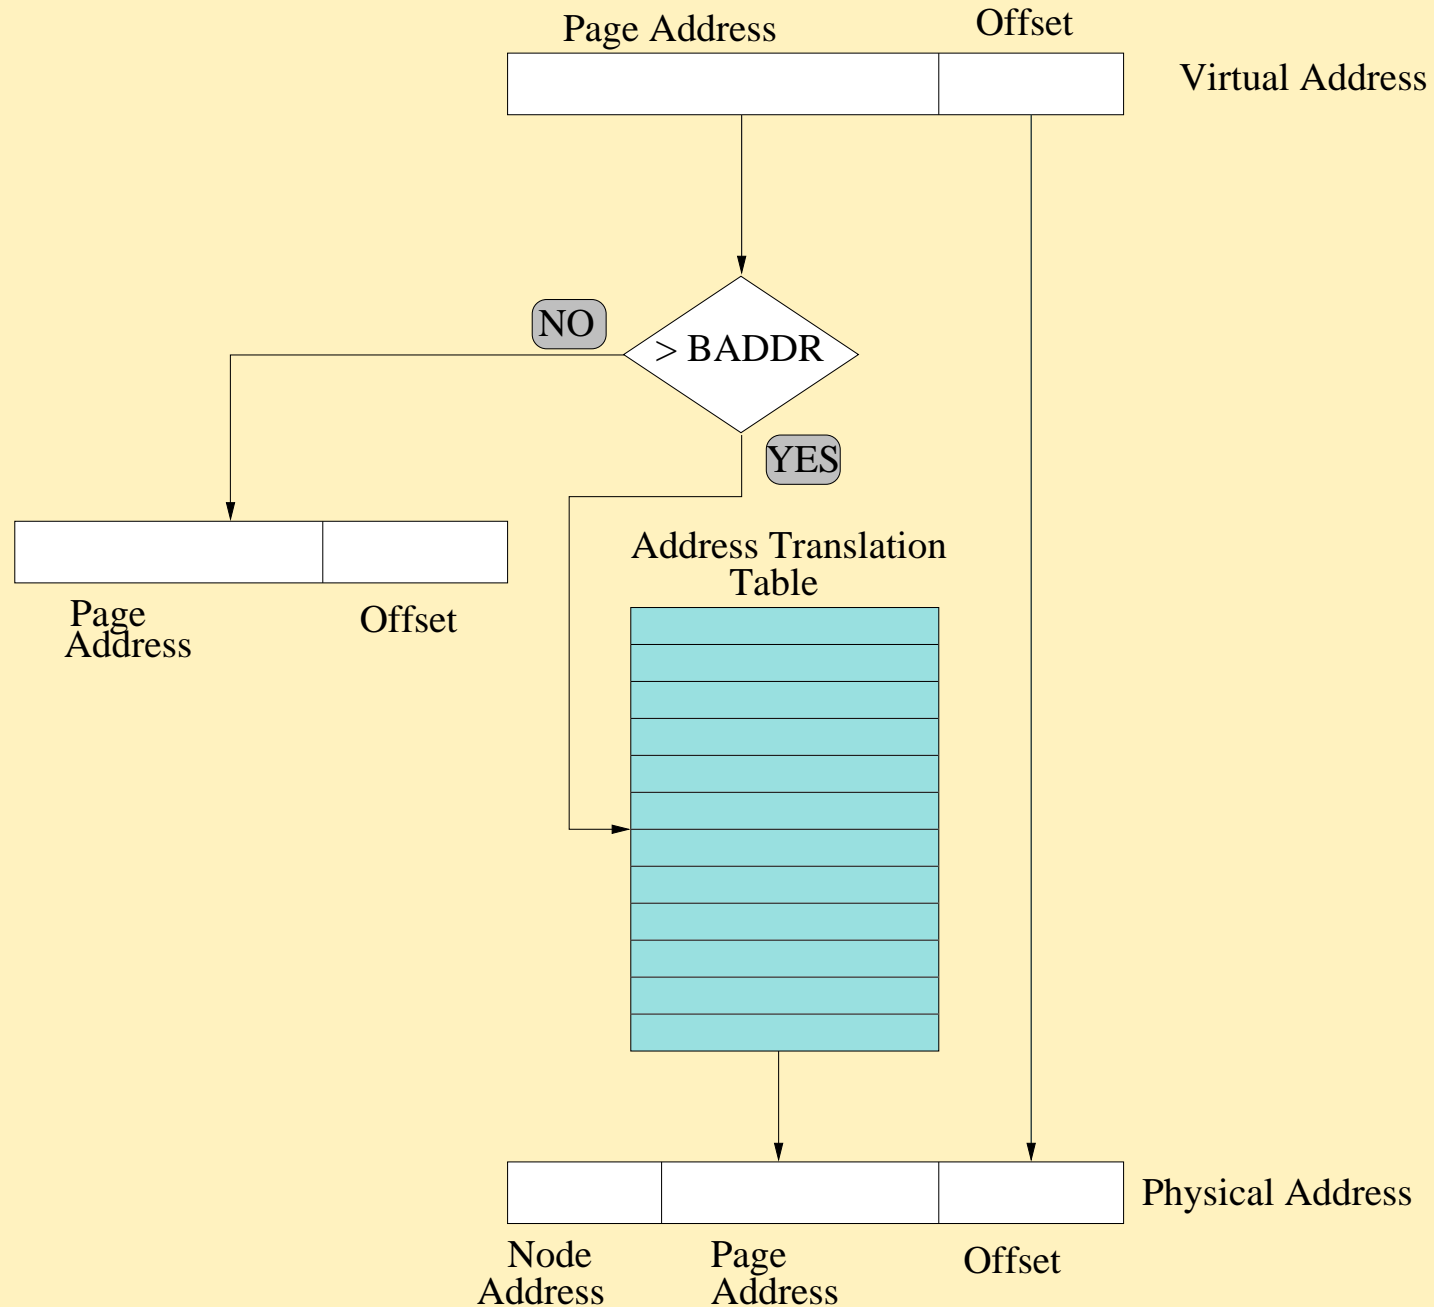 Page Address
Offset
Virtual Address
NO
> BADDR
YES
Address Translation
Table
Page
Address
Offset
Physical Address
Node
Address
Page
Address
Offset